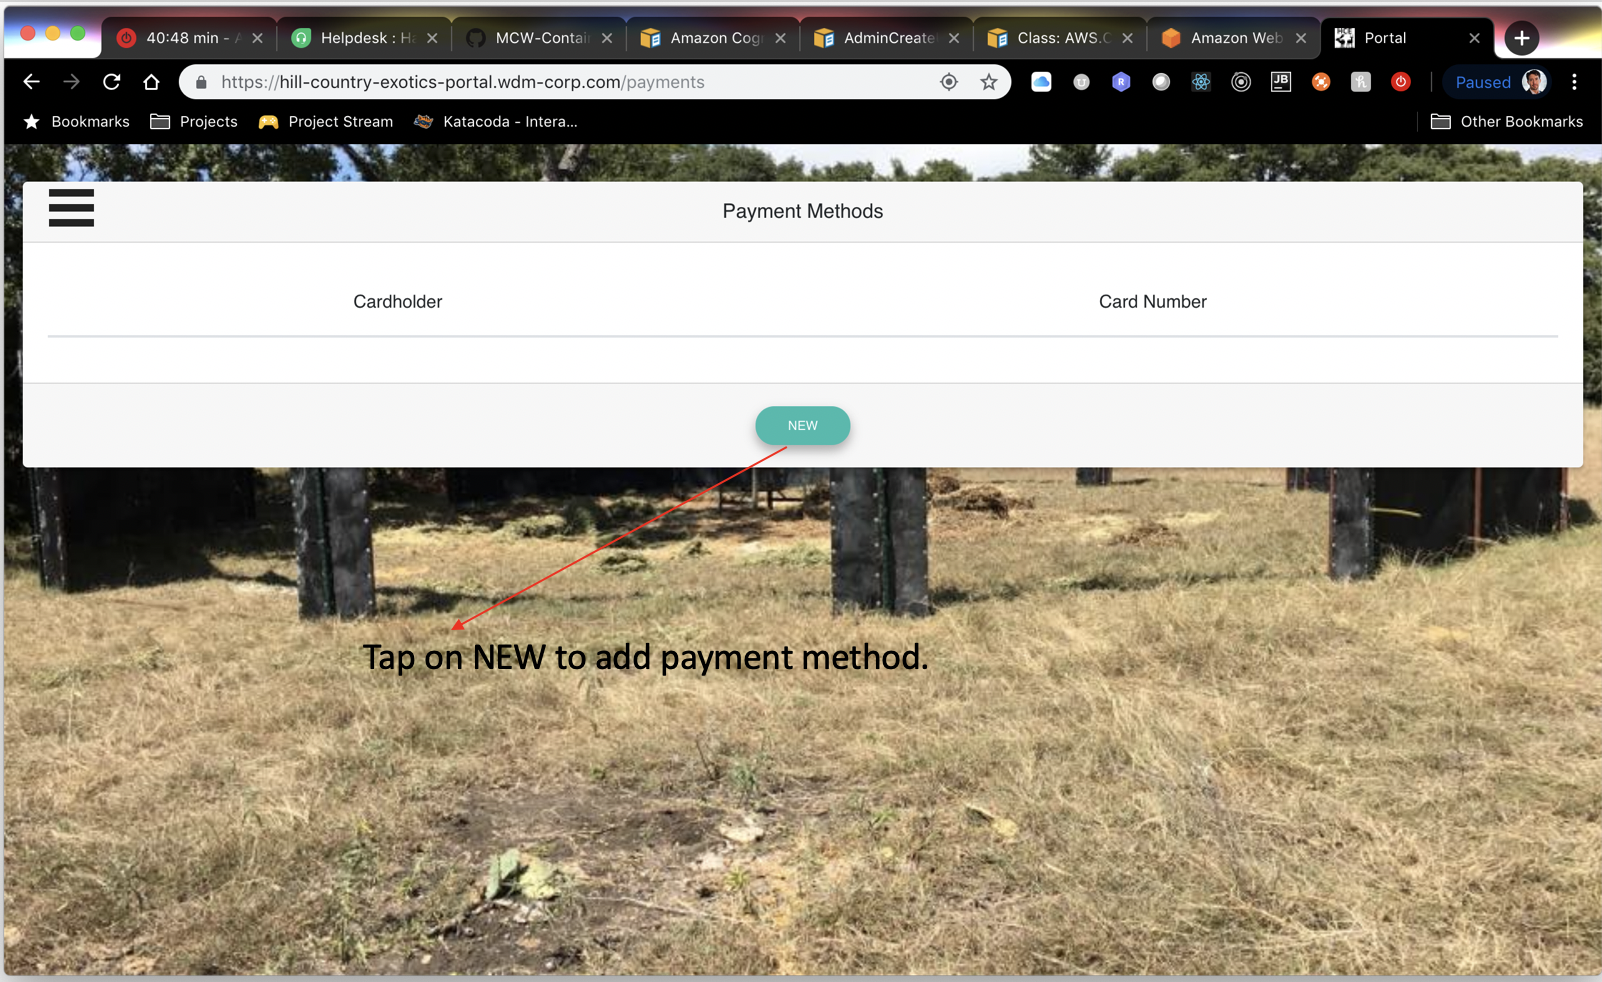 40:48 min - A
Helpdesk : Ha
MCW-Contai
Amazon Cog
AdminCreate
Class: AWS.C
Amazon Web
Portal
https://hill-country-exotics-portal.wdm-corp.com/payments
Paused
Bookmarks
Projects
Project Stream
Katacoda - Intera...
Other Bookmarks
Payment Methods
Cardholder
Card Number
NEW
Tap on NEW to add payment method.